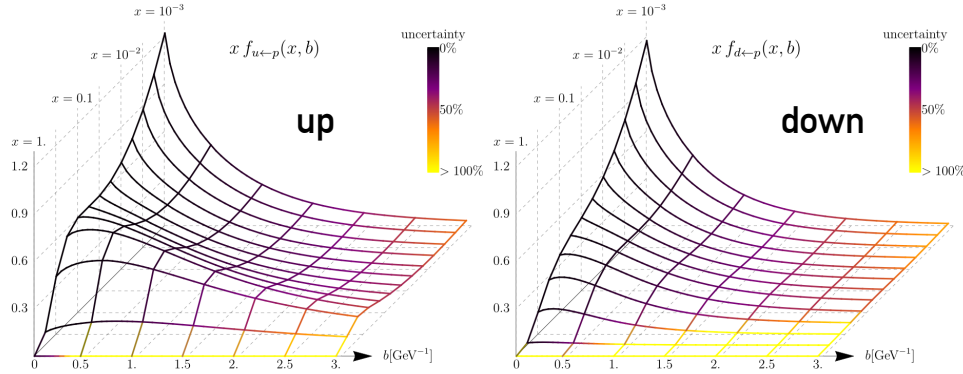 x = 10⁻³
x = 10⁻²
x = 0.1
x = 1.
x f_{u←p}(x, b)
up
uncertainty
0%
50%
> 100%
1.2
0.9
0.6
0.3
0 0.5 1. 1.5 2. 2.5 3. b[GeV⁻¹]
x = 10⁻³
x = 10⁻²
x = 0.1
x = 1.
x f_{d←p}(x, b)
down
uncertainty
0%
50%
> 100%
1.2
0.9
0.6
0.3
0 0.5 1. 1.5 2. 2.5 3. b[GeV⁻¹]